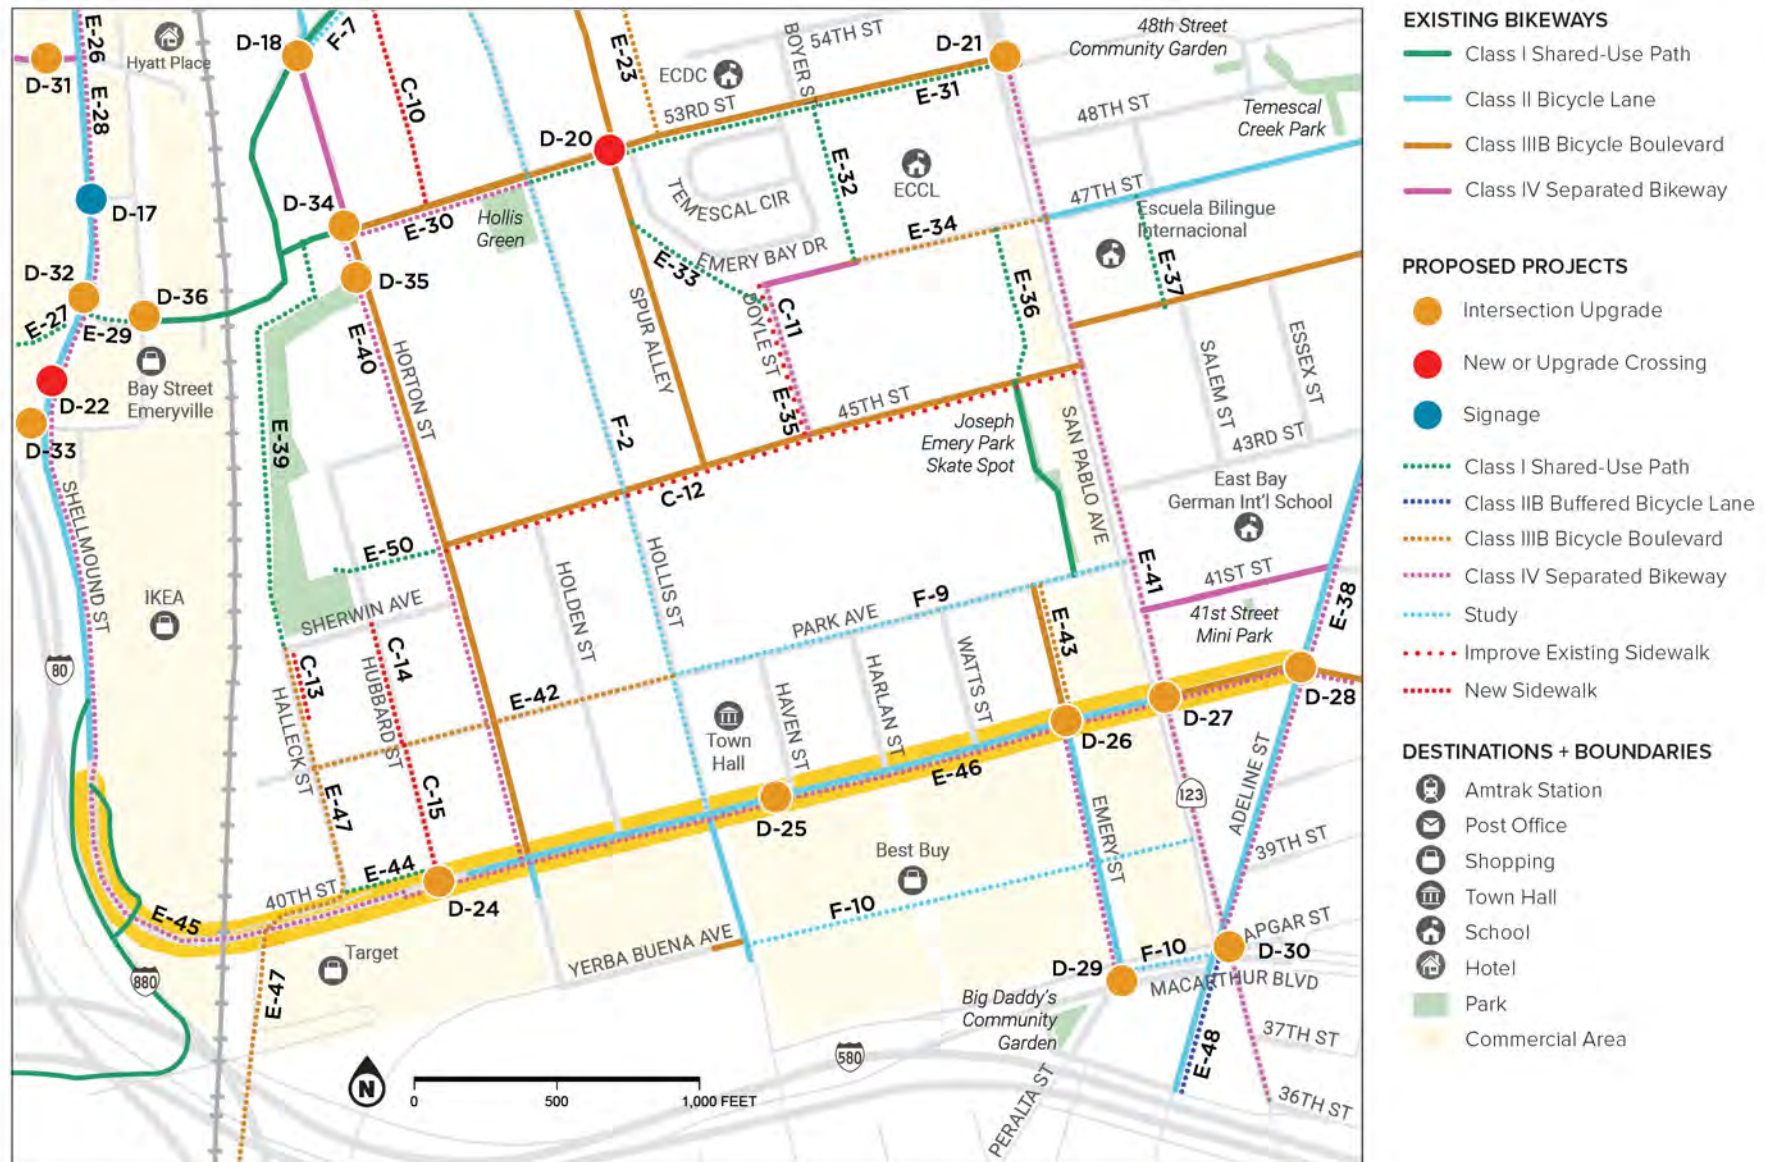 E-26
D-31
Hyatt Place
E-28
D-17
D-18
F-7
C-10
E-23
ECDC
BOYER ST
54TH ST
53RD ST
D-20
E-31
D-21
48th Street
Community Garden
48TH ST
Temescal
Creek Park
47TH ST
E-32
ECCL
TEMESCAL CIR
D-34
E-30
Hollis
Green
EMERY BAY DR
E-33
E-34
Escuela Bilingue
Internacional
E-37
D-32
D-36
D-35
E-27
E-29
Bay Street
Emeryville
D-22
D-33
E-40
HORTON ST
SPUR ALLEY
DOYLE ST
C-11
E-35
E-36
SALEM ST
ESSEX ST
45TH ST
43RD ST
Joseph
Emery Park
Skate Spot
SAN PABLO AVE
East Bay
German Int'l School
E-39
F-2
C-12
SHELLMOUND ST
E-50
HOLLIS ST
HOLDEN ST
IKEA
SHERWIN AVE
PARK AVE
F-9
E-41
41ST ST
41st Street
Mini Park
E-38
E-43
80
C-13
C-14
HALLECK ST
HUBBARD ST
E-42
HAVEN ST
HARLAN ST
WATTS ST
Town
Hall
D-26
D-27
D-28
E-47
C-15
E-46
D-25
EMERY ST
123
ADELINE ST
39TH ST
Best Buy
E-44
40TH ST
D-24
E-45
F-10
YERBA BUENA AVE
APGAR ST
F-10
D-30
D-29
MACARTHUR BLVD
Target
880
E-47
Big Daddy's
Community
Garden
37TH ST
580
E-48
PERALTA ST
36TH ST
N
0 500 1,000 FEET
EXISTING BIKEWAYS
Class I Shared-Use Path
Class II Bicycle Lane
Class IIIB Bicycle Boulevard
Class IV Separated Bikeway
PROPOSED PROJECTS
Intersection Upgrade
New or Upgrade Crossing
Signage
Class I Shared-Use Path
Class IIB Buffered Bicycle Lane
Class IIIB Bicycle Boulevard
Class IV Separated Bikeway
Study
Improve Existing Sidewalk
New Sidewalk
DESTINATIONS + BOUNDARIES
Amtrak Station
Post Office
Shopping
Town Hall
School
Hotel
Park
Commercial Area